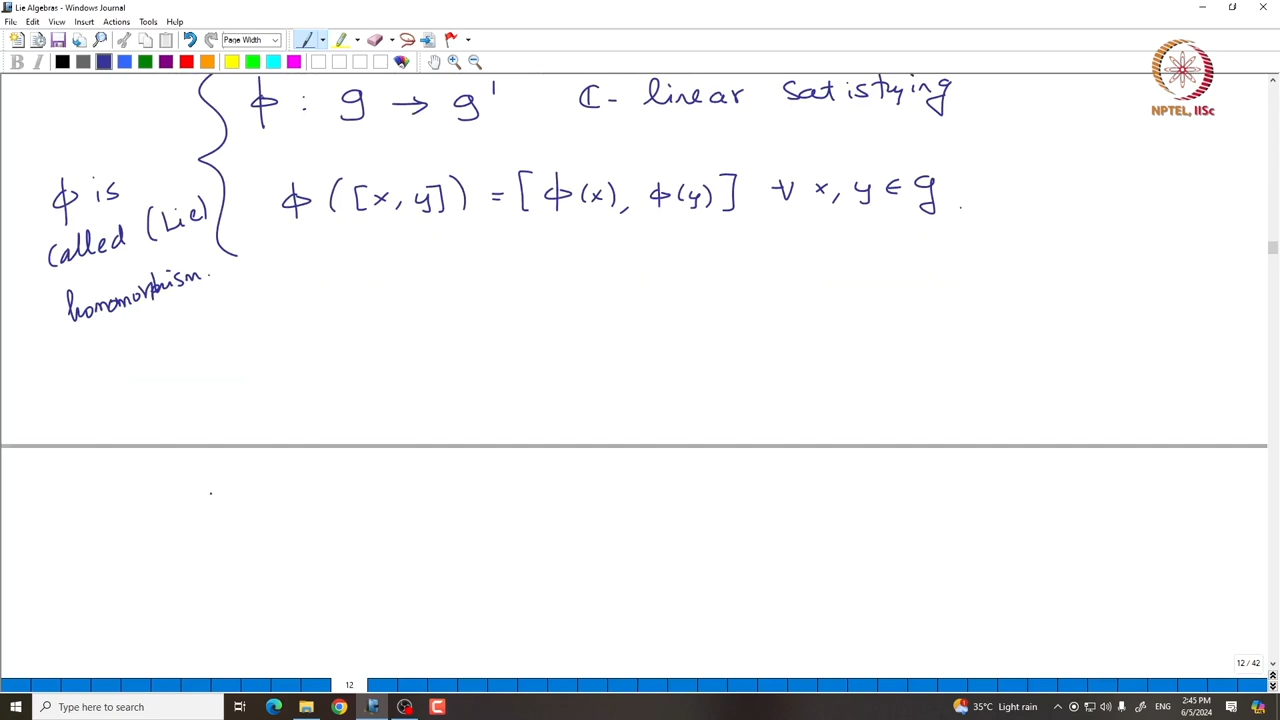 Lie Algebras - Windows Journal
File Edit View Insert Actions Tools Help
Page Width
B I
NPTEL, IISc
φ : g → g' ℂ- linear satisfying
φ ([x, y]) = [φ(x), φ(y)] ∀ x, y ∈ g .
φ is
called (Lie)
homomorphism.
12 / 42
12
Type here to search
35°C Light rain
2:45 PM
6/5/2024